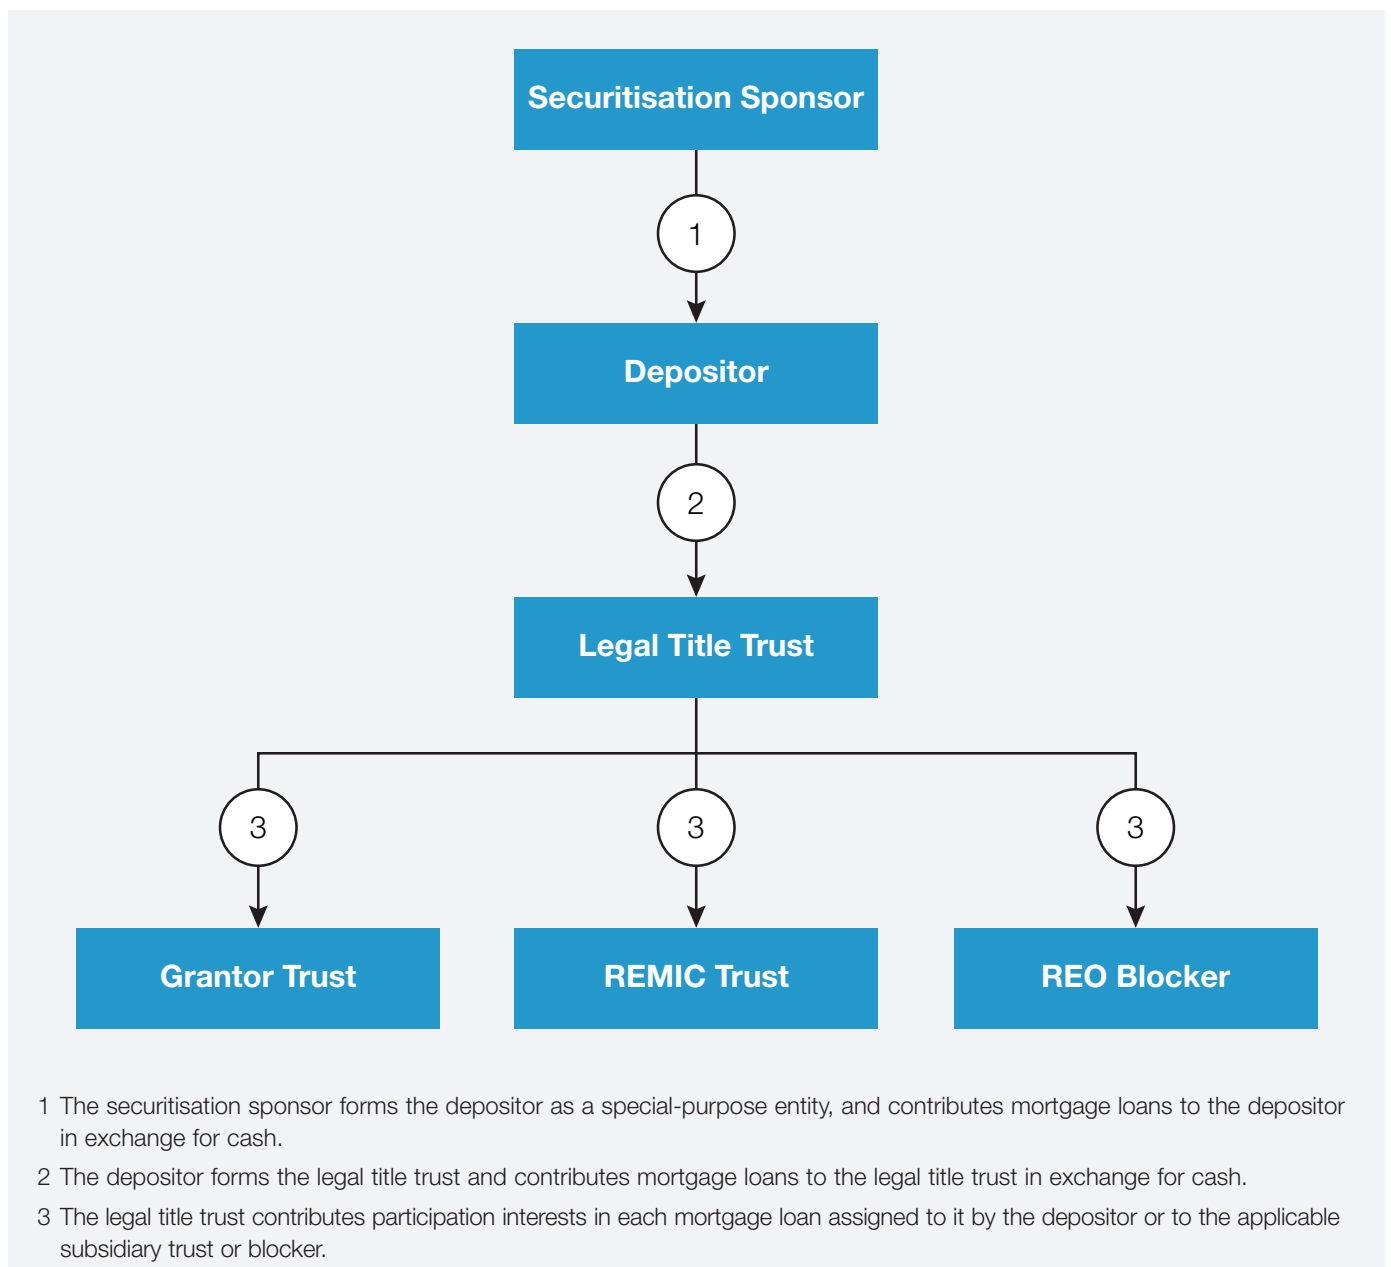 Securitisation Sponsor
1
Depositor
2
Legal Title Trust
3
3
3
Grantor Trust
REMIC Trust
REO Blocker
1 The securitisation sponsor forms the depositor as a special-purpose entity, and contributes mortgage loans to the depositor
in exchange for cash.
2 The depositor forms the legal title trust and contributes mortgage loans to the legal title trust in exchange for cash.
3 The legal title trust contributes participation interests in each mortgage loan assigned to it by the depositor or to the applicable
subsidiary trust or blocker.